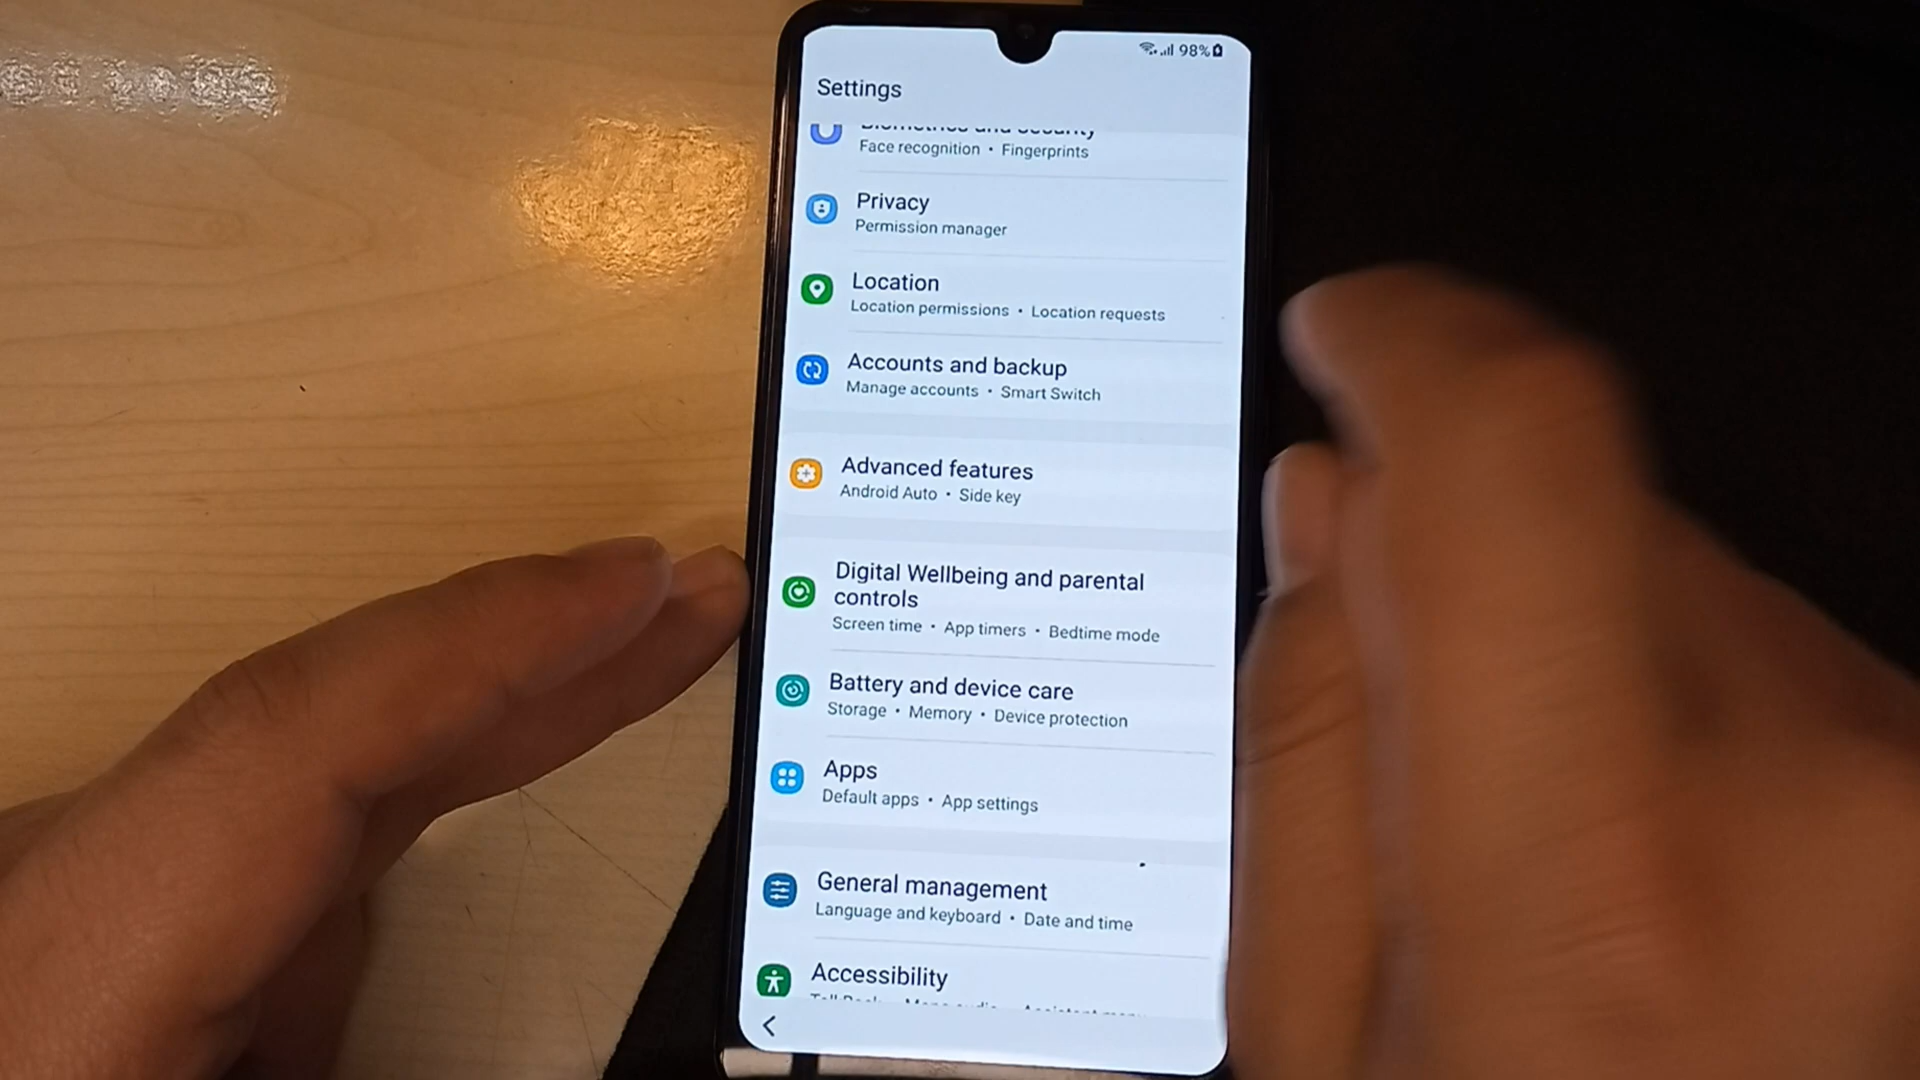 98%
Settings
Biometrics and security
Face recognition • Fingerprints
Privacy
Permission manager
Location
Location permissions • Location requests
Accounts and backup
Manage accounts • Smart Switch
Advanced features
Android Auto • Side key
Digital Wellbeing and parental
controls
Screen time • App timers • Bedtime mode
Battery and device care
Storage • Memory • Device protection
Apps
Default apps • App settings
General management
Language and keyboard • Date and time
Accessibility